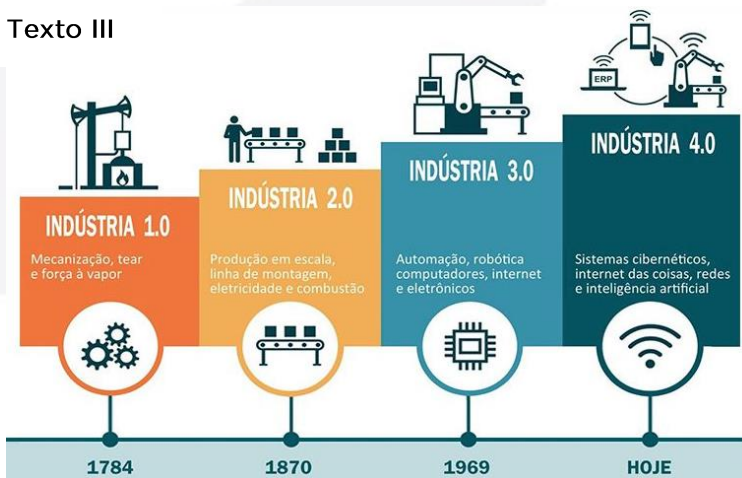 Texto III
ERP
INDÚSTRIA 1.0
Mecanização, tear
e força à vapor
INDÚSTRIA 2.0
Produção em escala,
linha de montagem,
eletricidade e combustão
INDÚSTRIA 3.0
Automação, robótica
computadores, internet
e eletrônicos
INDÚSTRIA 4.0
Sistemas cibernéticos,
internet das coisas, redes
e inteligência artificial
1784
1870
1969
HOJE